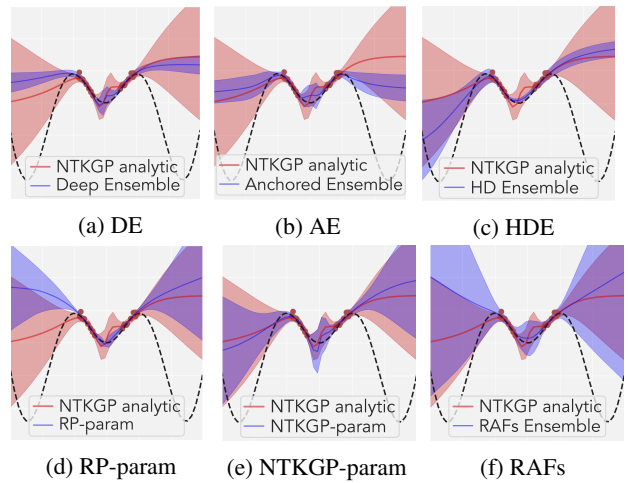 NTKGP analytic
Deep Ensemble
(a) DE
NTKGP analytic
Anchored Ensemble
(b) AE
NTKGP analytic
HD Ensemble
(c) HDE
NTKGP analytic
RP-param
(d) RP-param
NTKGP analytic
NTKGP-param
(e) NTKGP-param
NTKGP analytic
RAFs Ensemble
(f) RAFs